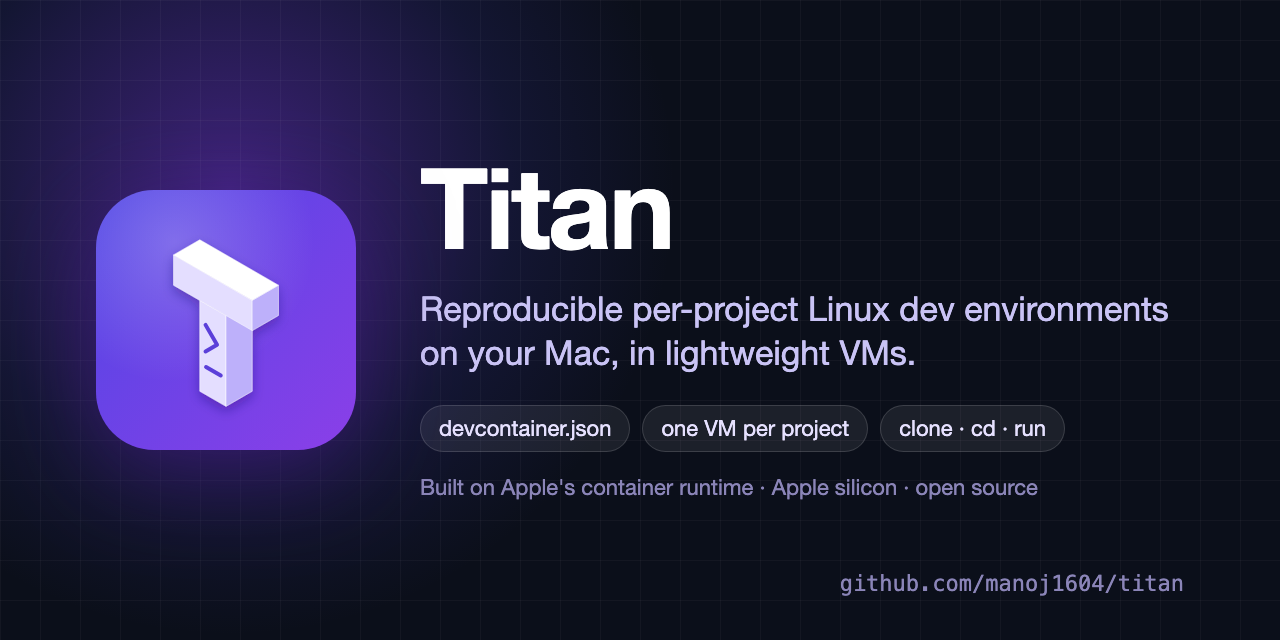 Titan
Reproducible per-project Linux dev environments
on your Mac, in lightweight VMs.
devcontainer.json
one VM per project
clone · cd · run
Built on Apple's container runtime · Apple silicon · open source
github.com/manoj1604/titan